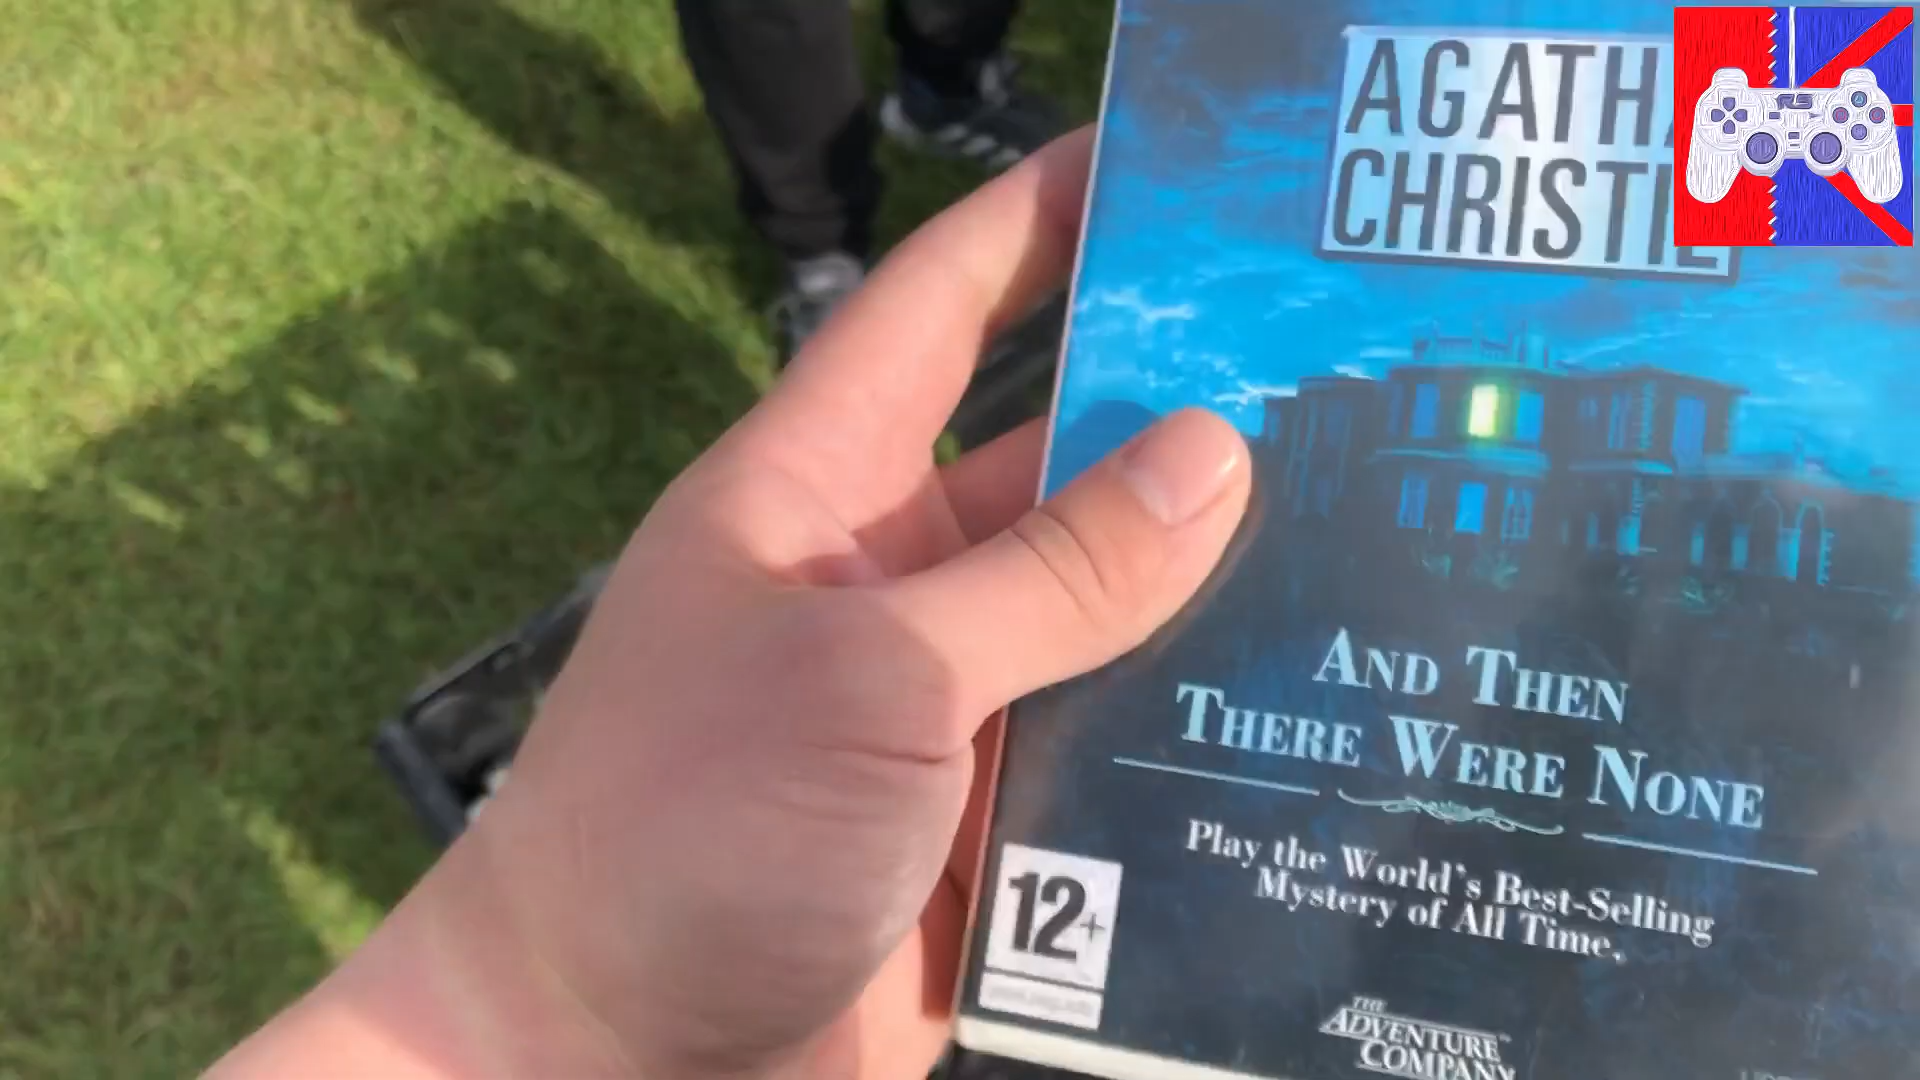 AGATHA
CHRISTIE
AND THEN
THERE WERE NONE
Play the World's Best-Selling
Mystery of All Time.
12+
THE
ADVENTURE
COMPANY
RS